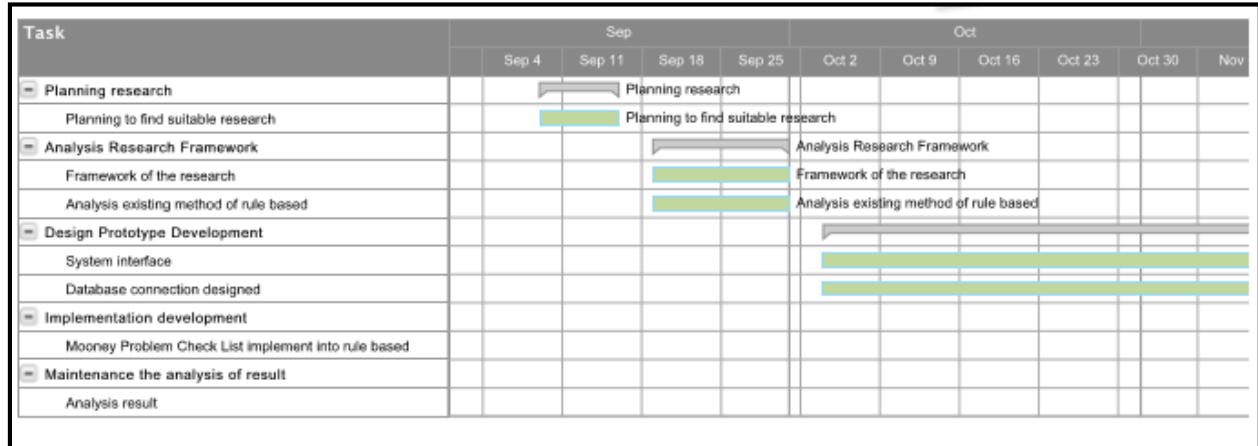 Task
Sep Oct
Sep 4 Sep 11 Sep 18 Sep 25 Oct 2 Oct 9 Oct 16 Oct 23 Oct 30 Nov
Planning research Planning research
Planning to find suitable research Planning to find suitable research
Analysis Research Framework Analysis Research Framework
Framework of the research Framework of the research
Analysis existing method of rule based Analysis existing method of rule based
Design Prototype Development
System interface
Database connection designed
Implementation development
Mooney Problem Check List implement into rule based
Maintenance the analysis of result
Analysis result